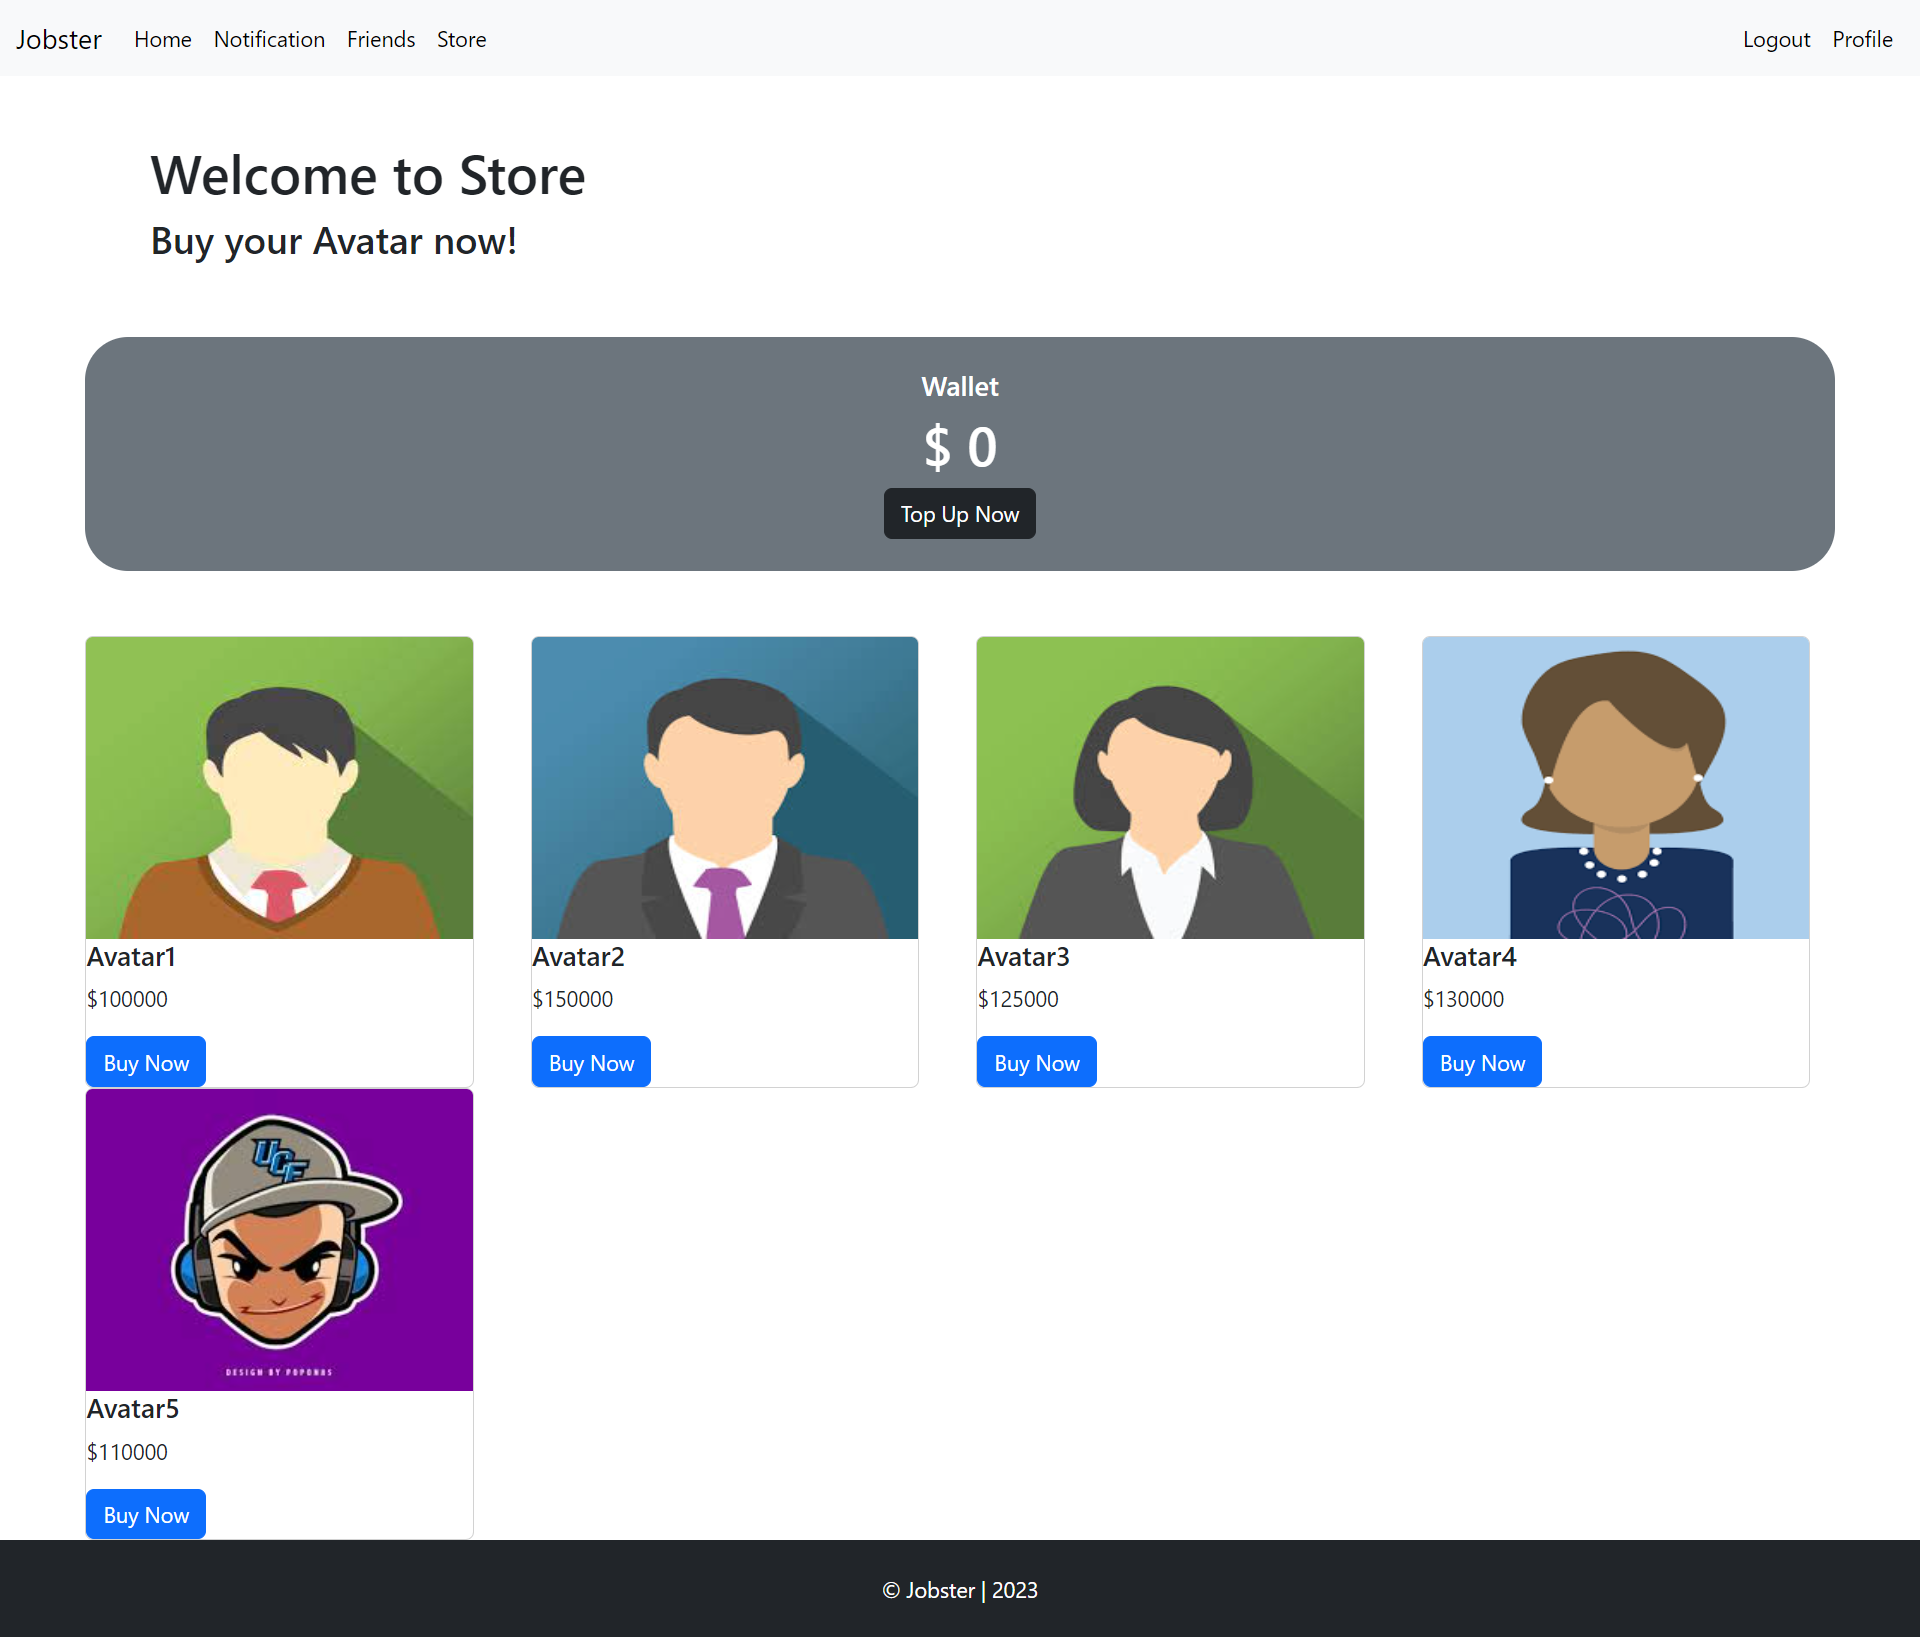 Jobster Home Notification Friends Store Logout Profile
Welcome to Store
Buy your Avatar now!
Wallet
$ 0
Top Up Now
Avatar1
$100000
Buy Now
Avatar2
$150000
Buy Now
Avatar3
$125000
Buy Now
Avatar4
$130000
Buy Now
UCF
DESIGN BY POPONAS
Avatar5
$110000
Buy Now
© Jobster | 2023